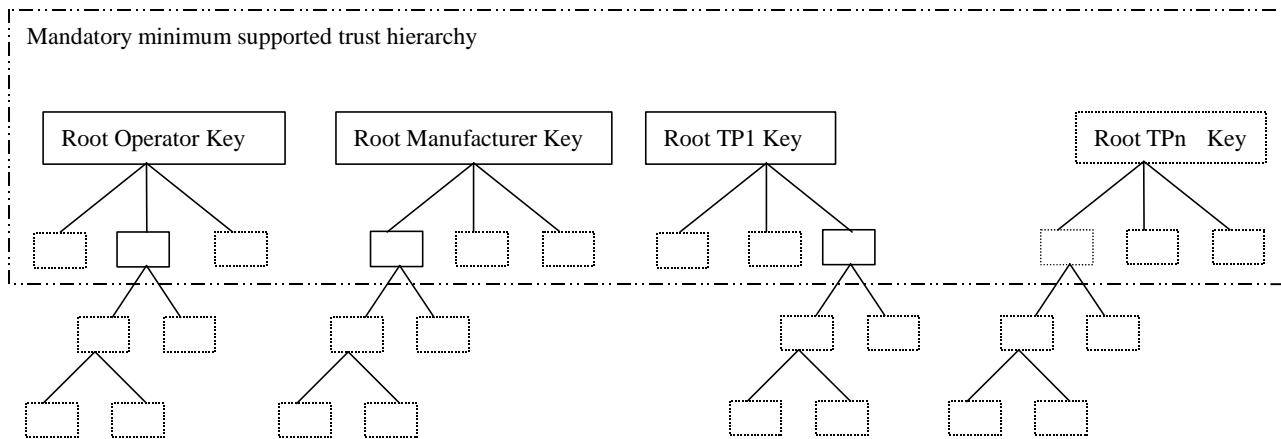 Mandatory minimum supported trust hierarchy
Root Operator Key
Root Manufacturer Key
Root TP1 Key
Root TPn Key